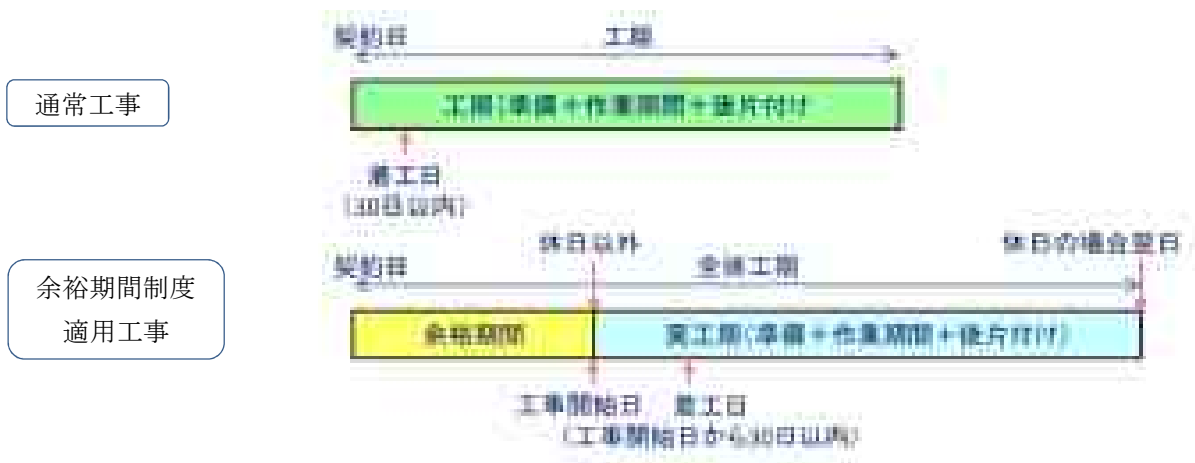 契約日 工期
通常工事
工期(準備+作業期間+後片付け
着工日
(30日以内)
休日以外 休日の場合翌日
契約日 全体工期
余裕期間制度
適用工事
余裕期間 実工期(準備+作業期間+後片付け)
工事開始日 着工日
(工事開始日から30日以内)